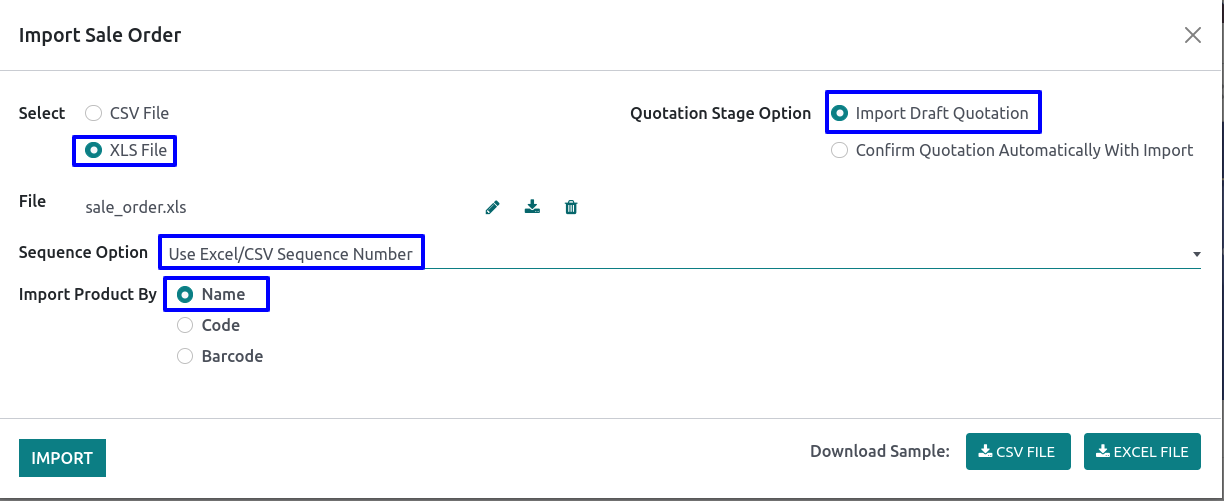 Import Sale Order
Select CSV File Quotation Stage Option Import Draft Quotation
XLS File Confirm Quotation Automatically With Import
File sale_order.xls
Sequence Option Use Excel/CSV Sequence Number
Import Product By Name
Code
Barcode
IMPORT Download Sample: CSV FILE EXCEL FILE